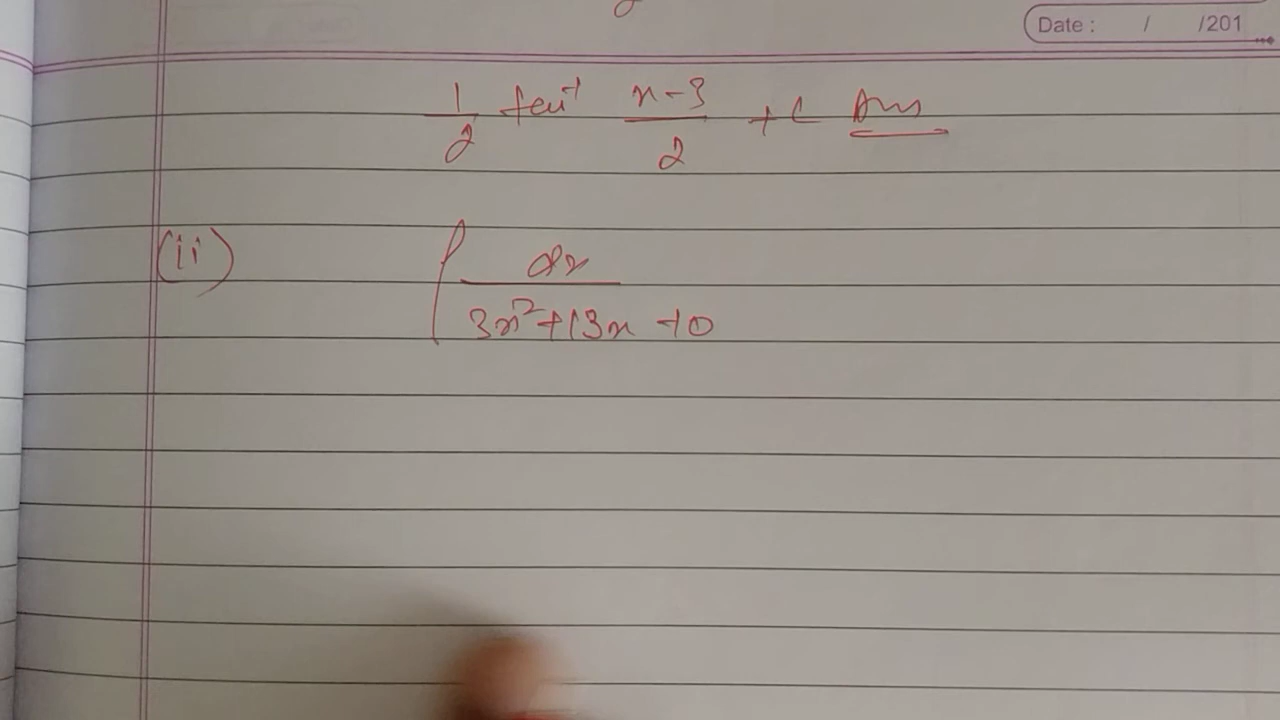 Date : / /201
1/2 tan⁻¹ x-3/2 + C Ans
(ii) ∫ dx/3x²+13x+10